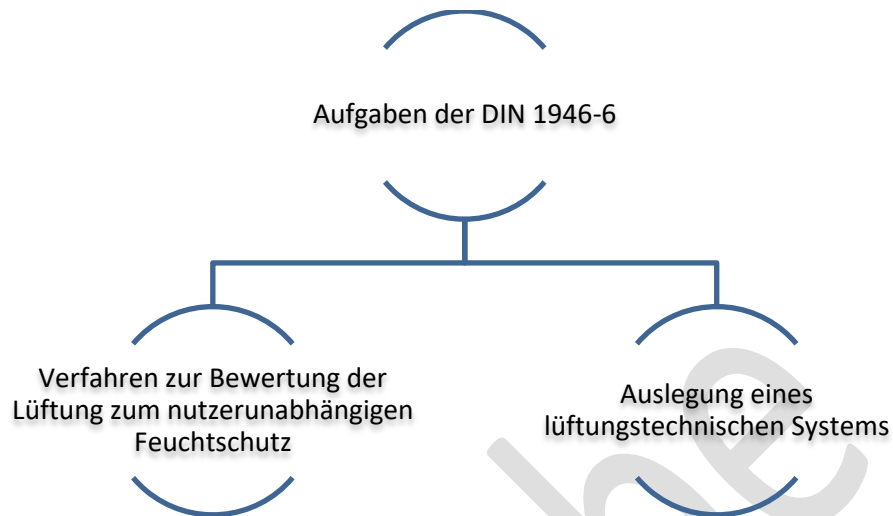 Aufgaben der DIN 1946-6
Verfahren zur Bewertung der
Lüftung zum nutzerunabhängigen
Feuchtschutz
Auslegung eines
lüftungstechnischen Systems